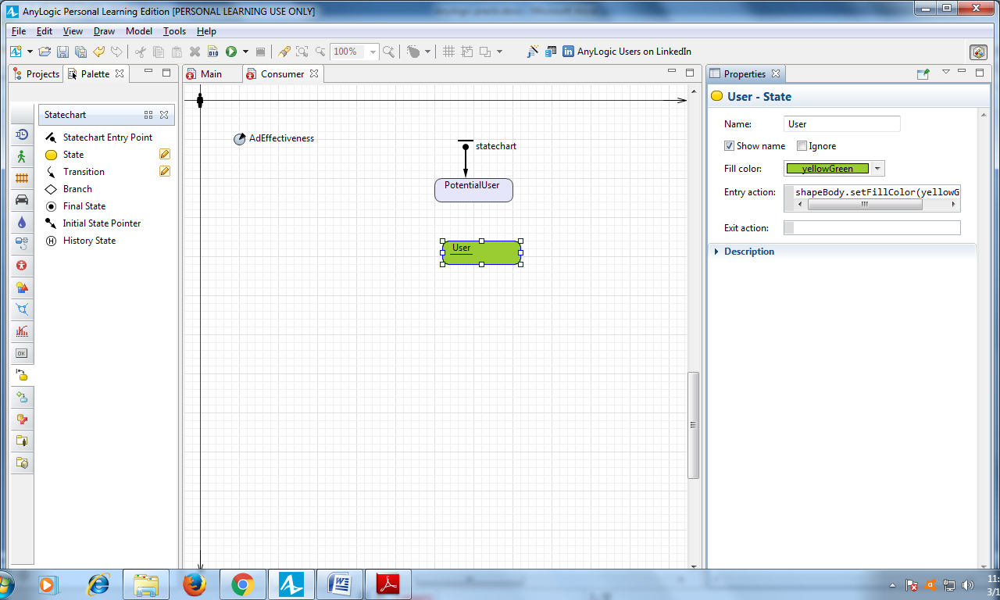 AnyLogic Personal Learning Edition [PERSONAL LEARNING USE ONLY]
File Edit View Draw Model Tools Help
100% AnyLogic Users on LinkedIn
Projects Palette
Main Consumer
Properties
Statechart
Statechart Entry Point
State
Transition
Branch
Final State
Initial State Pointer
History State
AdEffectiveness
statechart
PotentialUser
User
User - State
Name: User
Show name Ignore
Fill color: yellowGreen
Entry action: shapeBody.setFillColor(yellowG
Exit action:
Description
OK
11:
3/1